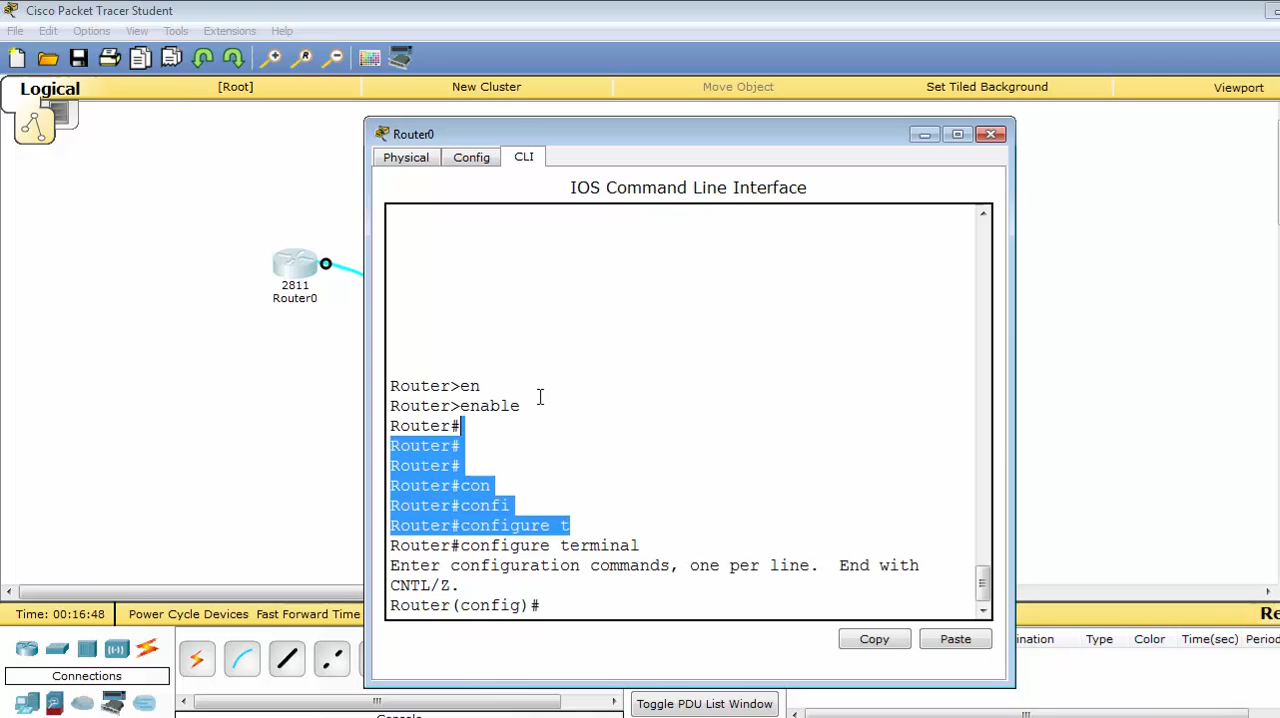 Cisco Packet Tracer Student
File Edit Options View Tools Extensions Help
Logical [Root] New Cluster Move Object Set Tiled Background Viewport
Router0
Physical Config CLI
IOS Command Line Interface
2811
Router0
Router>en
Router>enable
Router#
Router#
Router#
Router#con
Router#confi
Router#configure t
Router#configure terminal
Enter configuration commands, one per line. End with
CNTL/Z.
Router(config)#
Copy Paste
Time: 00:16:48 Power Cycle Devices Fast Forward Time Re
Connections
ination Type Color Time(sec) Period
Toggle PDU List Window